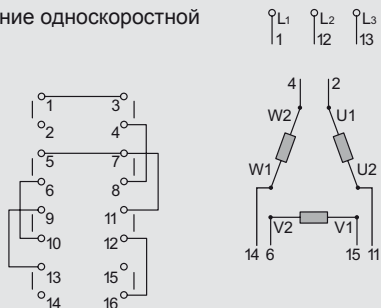 ние односкоростной
L1 L2 L3
1 12 13
4 2
1 3
W2 U1
2 4
5 7
W1 U2
6 8
9 11
V2 V1
10 12
14 6 15 11
13 15
14 16